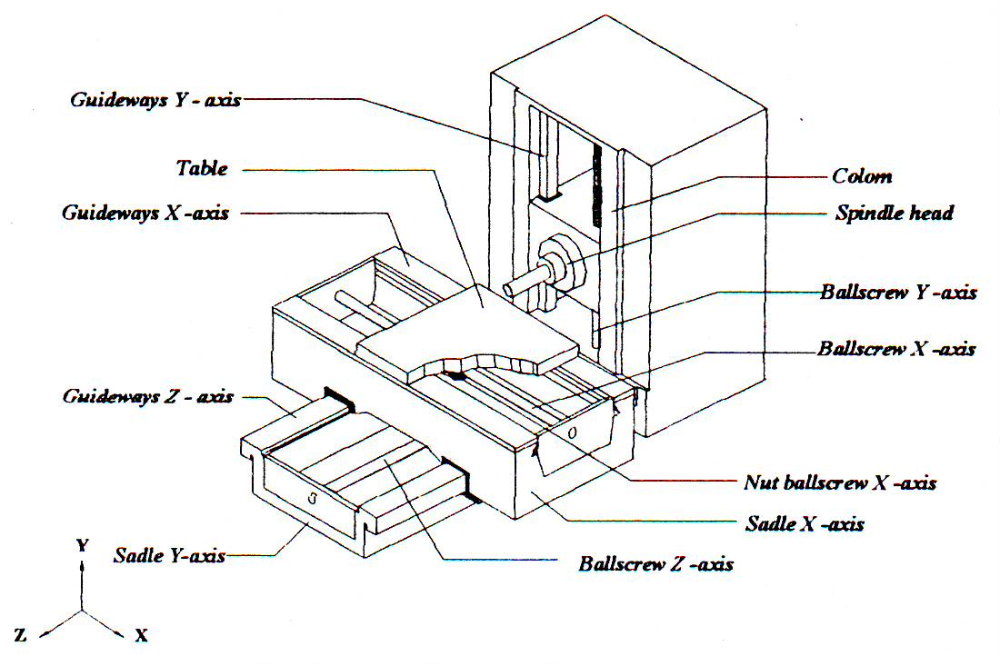 Guideways Y - axis
Table
Colom
Guideways X -axis
Spindle head
Ballscrew Y -axis
Ballscrew X -axis
Guideways Z - axis
Nut ballscrew X -axis
Sadle X -axis
Sadle Y-axis
Ballscrew Z -axis
Y
Z
X